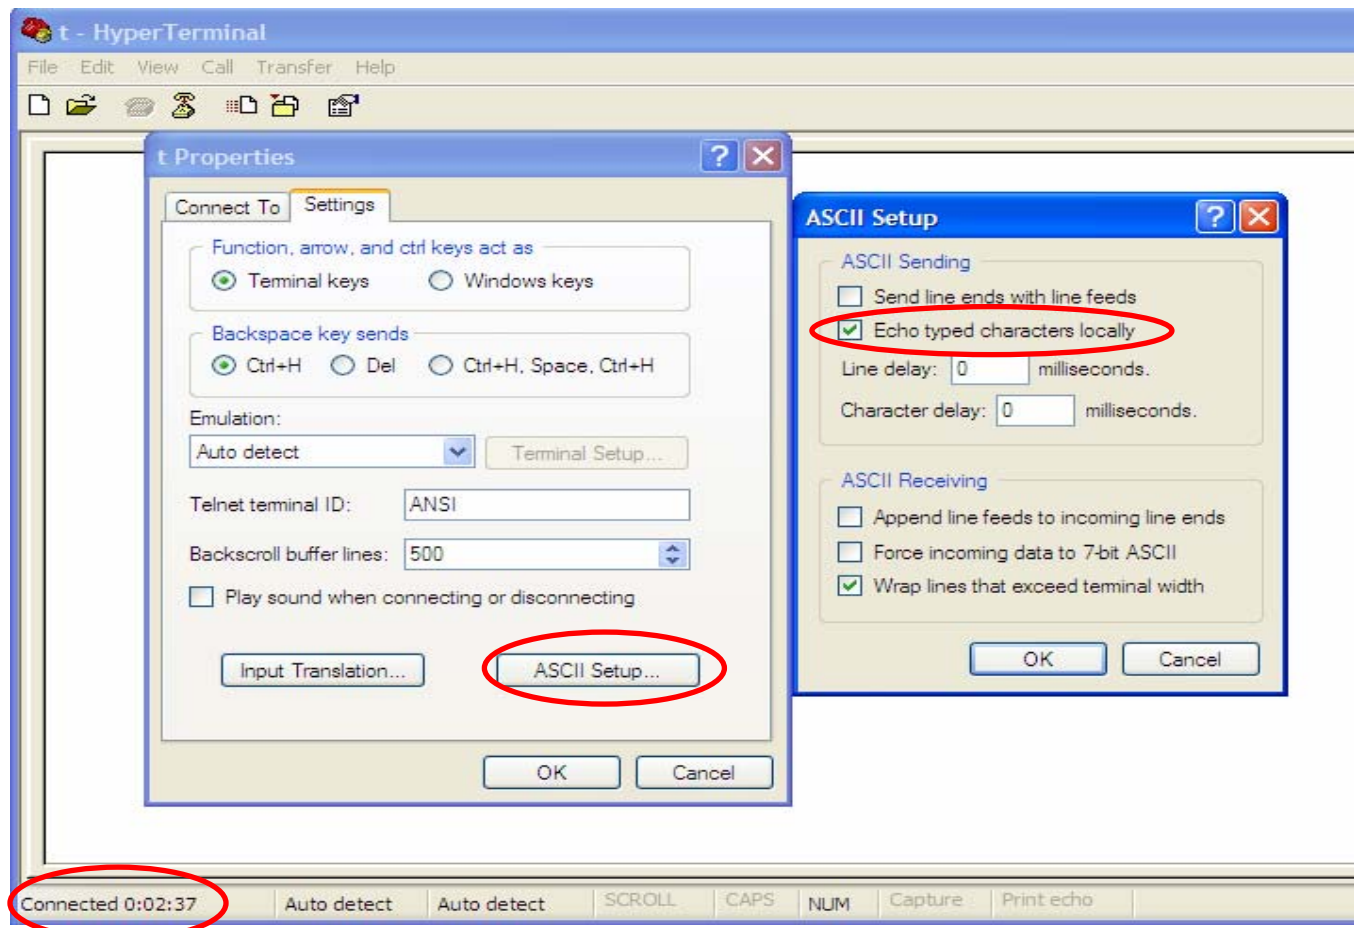 t - HyperTerminal
File Edit View Call Transfer Help
t Properties
Connect To Settings
Function, arrow, and ctrl keys act as
Terminal keys Windows keys
Backspace key sends
Ctrl+H Del Ctrl+H, Space, Ctrl+H
Emulation:
Auto detect Terminal Setup...
Telnet terminal ID: ANSI
Backscroll buffer lines: 500
Play sound when connecting or disconnecting
Input Translation... ASCII Setup...
OK Cancel
ASCII Setup
ASCII Sending
Send line ends with line feeds
Echo typed characters locally
Line delay: 0 milliseconds.
Character delay: 0 milliseconds.
ASCII Receiving
Append line feeds to incoming line ends
Force incoming data to 7-bit ASCII
Wrap lines that exceed terminal width
OK Cancel
Connected 0:02:37 Auto detect Auto detect SCROLL CAPS NUM Capture Print echo